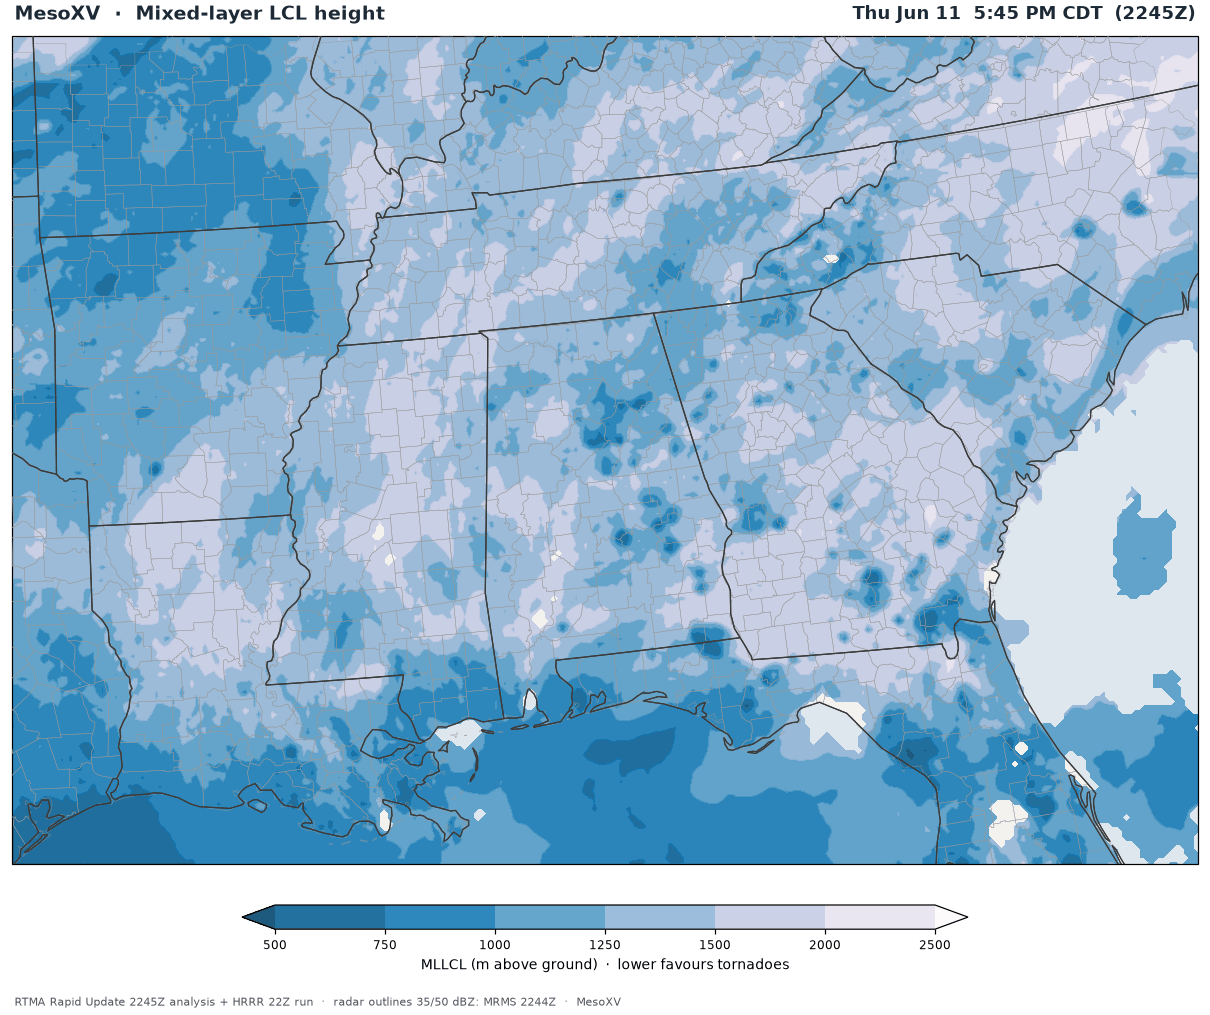 MesoXV · Mixed-layer LCL height
Thu Jun 11 5:45 PM CDT (2245Z)
500 750 1000 1250 1500 2000 2500
MLLCL (m above ground) · lower favours tornadoes
RTMA Rapid Update 2245Z analysis + HRRR 22Z run · radar outlines 35/50 dBZ: MRMS 2244Z · MesoXV